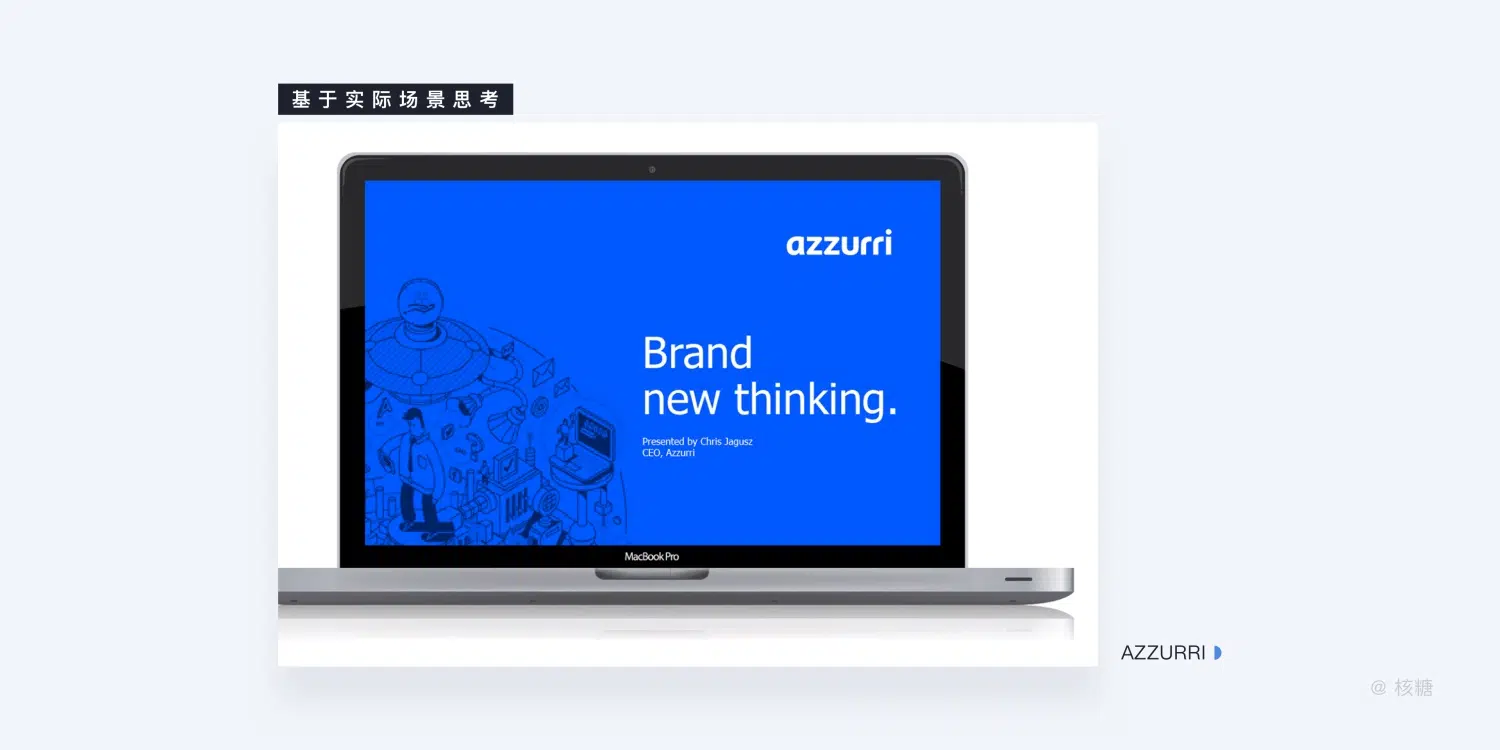 基于实际场景思考
azzurri
Brand
new thinking.
Presented by Chris Jagusz
CEO, Azzurri
MacBook Pro
AZZURRI
@ 核糖